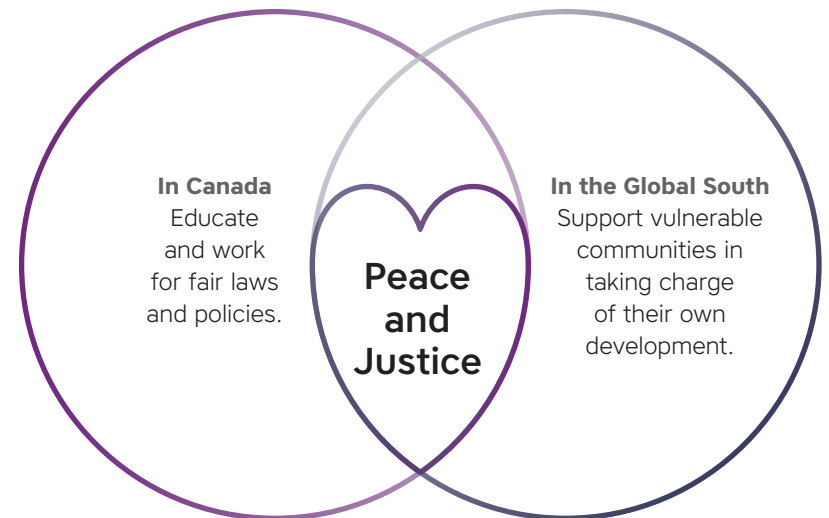 In Canada
Educate
and work
for fair laws
and policies.
Peace
and
Justice
In the Global South
Support vulnerable
communities in
taking charge
of their own
development.